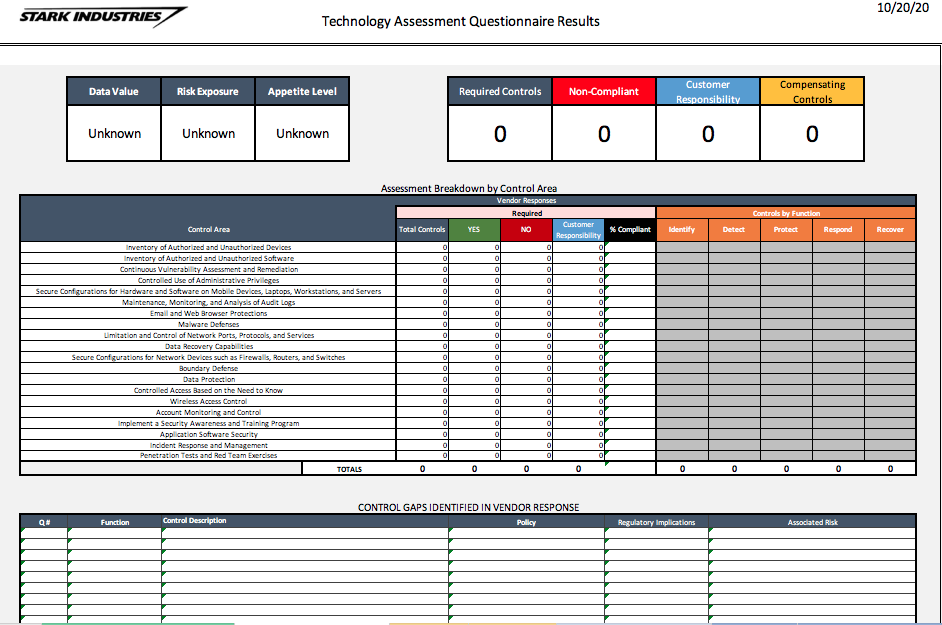 STARK INDUSTRIES
10/20/20
Technology Assessment Questionnaire Results
Data Value Risk Exposure Appetite Level
Unknown Unknown Unknown
Required Controls Non-Compliant Customer Responsibility Compensating Controls
0 0 0 0
Assessment Breakdown by Control Area
Vendor Responses
Required Controls by Function
Control Area Total Controls YES NO Customer Responsibility % Compliant Identify Detect Protect Respond Recover
Inventory of Authorized and Unauthorized Devices 0 0 0 0
Inventory of Authorized and Unauthorized Software 0 0 0 0
Continuous Vulnerability Assessment and Remediation 0 0 0 0
Controlled Use of Administrative Privileges 0 0 0 0
Secure Configurations for Hardware and Software on Mobile Devices, Laptops, Workstations, and Servers 0 0 0 0
Maintenance, Monitoring, and Analysis of Audit Logs 0 0 0 0
Email and Web Browser Protections 0 0 0 0
Malware Defenses 0 0 0 0
Limitation and Control of Network Ports, Protocols, and Services 0 0 0 0
Data Recovery Capabilities 0 0 0 0
Secure Configurations for Network Devices such as Firewalls, Routers, and Switches 0 0 0 0
Boundary Defense 0 0 0 0
Data Protection 0 0 0 0
Controlled Access Based on the Need to Know 0 0 0 0
Wireless Access Control 0 0 0 0
Account Monitoring and Control 0 0 0 0
Implement a Security Awareness and Training Program 0 0 0 0
Application Software Security 0 0 0 0
Incident Response and Management 0 0 0 0
Penetration Tests and Red Team Exercises 0 0 0 0
TOTALS 0 0 0 0 0 0 0 0 0
CONTROL GAPS IDENTIFIED IN VENDOR RESPONSE
Q# Function Control Description Policy Regulatory Implications Associated Risk